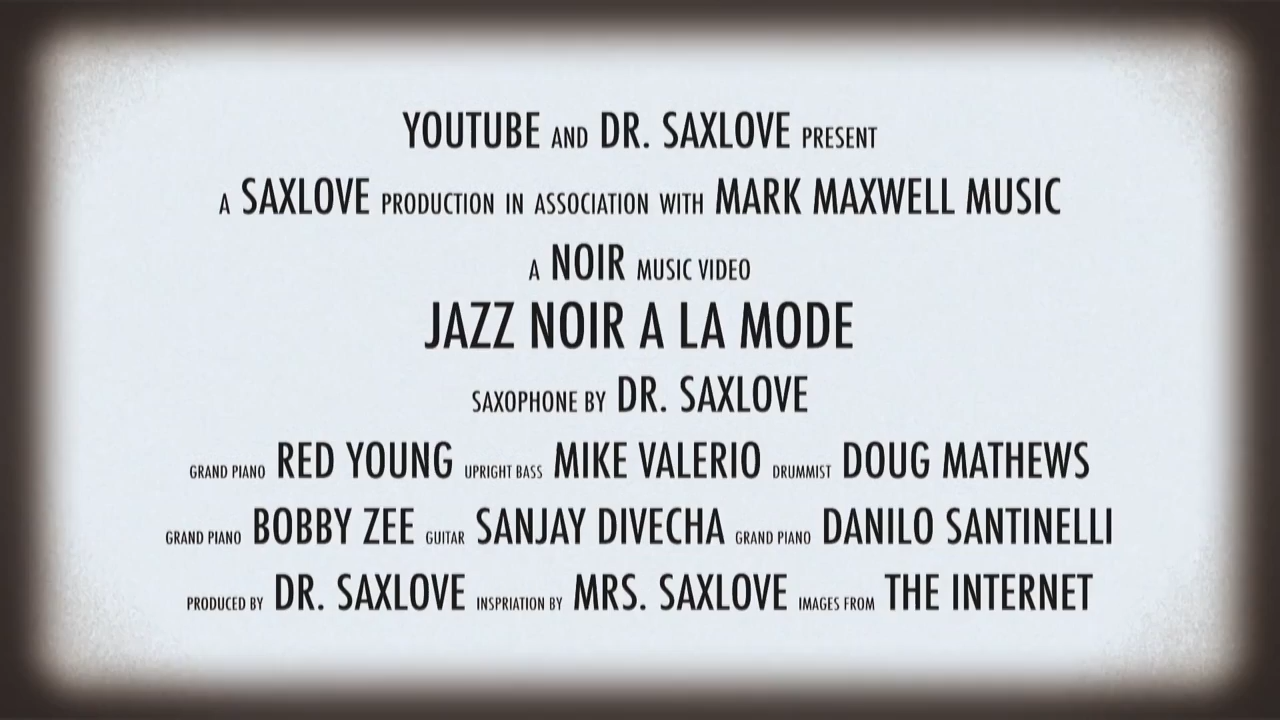 YOUTUBE AND DR. SAXLOVE PRESENT
A SAXLOVE PRODUCTION IN ASSOCIATION WITH MARK MAXWELL MUSIC
A NOIR MUSIC VIDEO
JAZZ NOIR A LA MODE
SAXOPHONE BY DR. SAXLOVE
GRAND PIANO RED YOUNG UPRIGHT BASS MIKE VALERIO DRUMMIST DOUG MATHEWS
GRAND PIANO BOBBY ZEE GUITAR SANJAY DIVECHA GRAND PIANO DANILO SANTINELLI
PRODUCED BY DR. SAXLOVE INSPRIATION BY MRS. SAXLOVE IMAGES FROM THE INTERNET